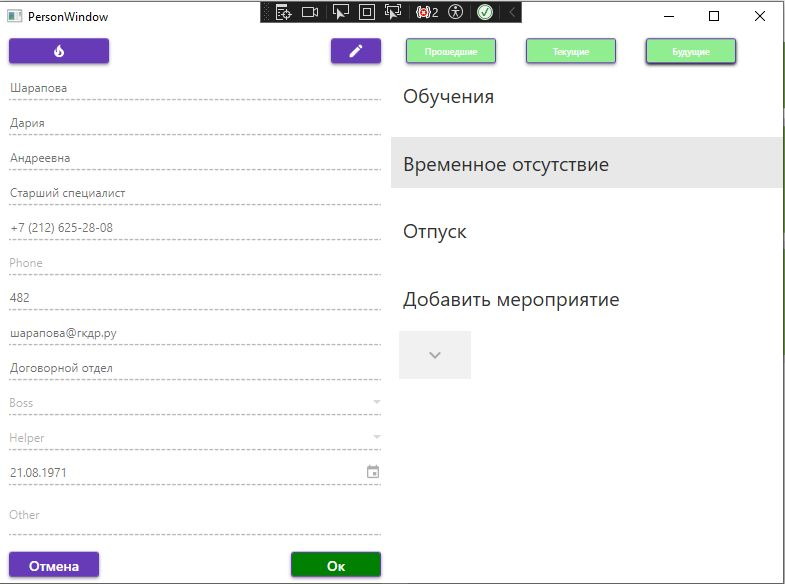 PersonWindow
2
Прошедшие
Текущие
Будущие
Шарапова
Дария
Андреевна
Старший специалист
+7 (212) 625-28-08
Phone
482
шарапова@гкдр.ру
Договорной отдел
Boss
Helper
21.08.1971
Other
Отмена
Ок
Обучения
Временное отсутствие
Отпуск
Добавить мероприятие